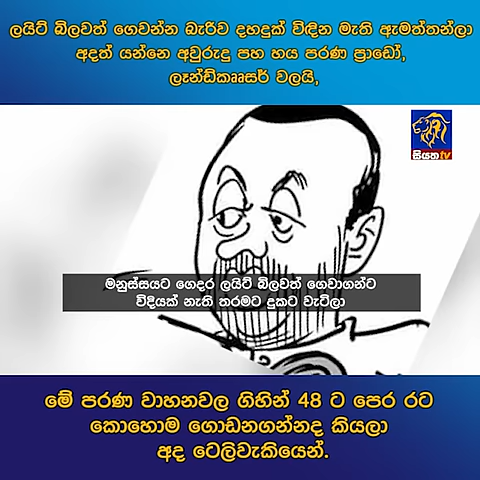 ලයිට් බිලවත් ගෙවන්න බැරිව දහදුක් විඳින මැති ඇමත්තන්ලා
අදත් යන්නෙ අවුරුදු පහ හය පරණ ප්‍රාඩෝ,
ලෑන්ඩ්කෲසර් වලයි,
සියත tv
මනුස්සයට ගෙදර ලයිට් බිලවත් ගෙවාගන්ට
විදියක් නැති තරමට දුකට වැටිලා
මේ පරණ වාහනවල ගිහින් 48 ට පෙර රට
කොහොම ගොඩනගන්නද කියලා
අද ටෙලිවැකියෙන්.